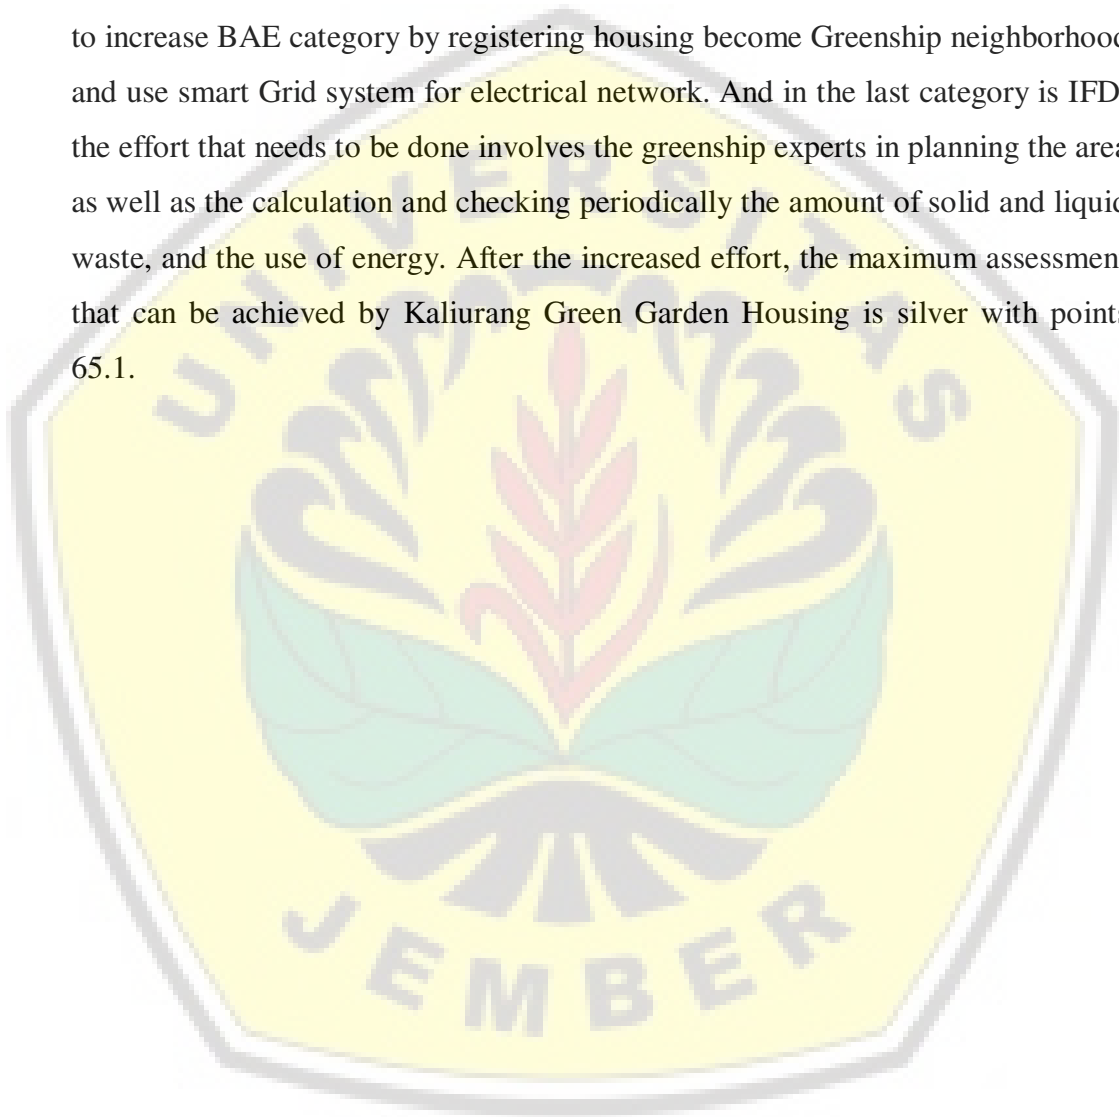 to increase BAE category by registering housing become Greenship neighborhood
and use smart Grid system for electrical network. And in the last category is IFD,
the effort that needs to be done involves the greenship experts in planning the area
as well as the calculation and checking periodically the amount of solid and liquid
waste, and the use of energy. After the increased effort, the maximum assessment
that can be achieved by Kaliurang Green Garden Housing is silver with points
65.1.
UNIVERSITAS
JEMBER